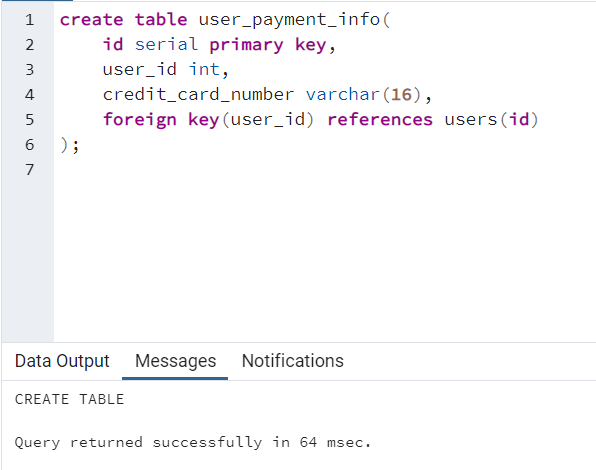 1 create table user_payment_info(
2     id serial primary key,
3     user_id int,
4     credit_card_number varchar(16),
5     foreign key(user_id) references users(id)
6 );
7
Data Output Messages Notifications
CREATE TABLE
Query returned successfully in 64 msec.